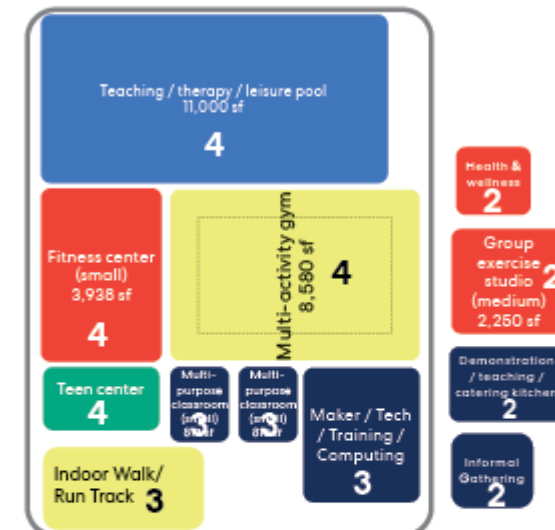 Teaching / therapy / leisure pool
11,000 sf
4
Fitness center
(small)
3,938 sf
4
Multi-activity gym
8,580 sf
4
Teen center
4
Multi-
purpose
classroom
3
Multi-
purpose
classroom
3
Maker / Tech
/ Training /
Computing
3
Indoor Walk/
Run Track 3
Health &
wellness
2
Group
exercise
studio
(medium)
2,250 sf
2
Demonstration
/ teaching /
catering kitchen
2
Informal
Gathering
2